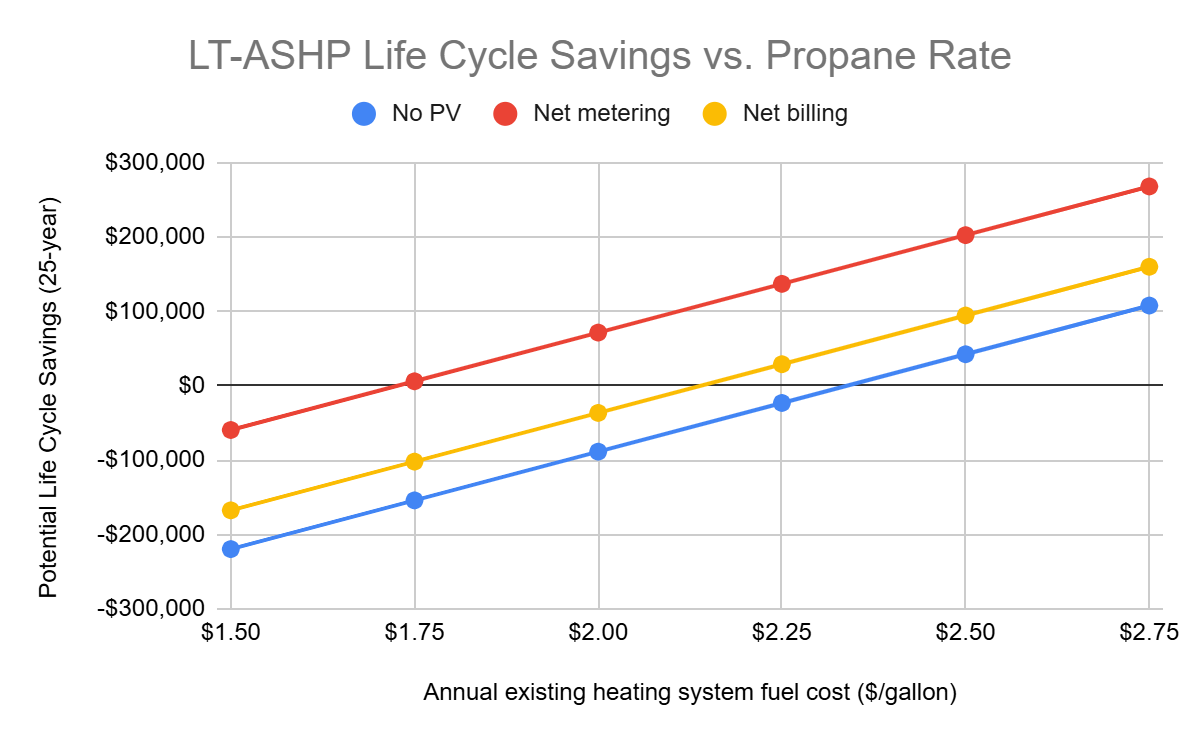 LT-ASHP Life Cycle Savings vs. Propane Rate
No PV Net metering Net billing
Potential Life Cycle Savings (25-year)
$300,000
$200,000
$100,000
$0
-$100,000
-$200,000
-$300,000
$1.50 $1.75 $2.00 $2.25 $2.50 $2.75
Annual existing heating system fuel cost ($/gallon)